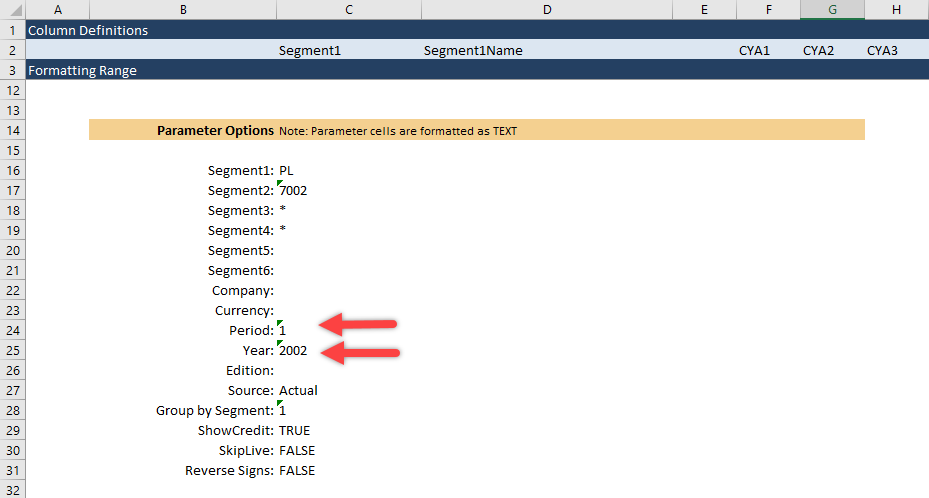 A B C D E F G H
1 Column Definitions
2 Segment1 Segment1Name CYA1 CYA2 CYA3
3 Formatting Range
12
13
14 Parameter Options Note: Parameter cells are formatted as TEXT
15
16 Segment1: PL
17 Segment2: 7002
18 Segment3: *
19 Segment4: *
20 Segment5:
21 Segment6:
22 Company:
23 Currency:
24 Period: 1
25 Year: 2002
26 Edition:
27 Source: Actual
28 Group by Segment: 1
29 ShowCredit: TRUE
30 SkipLive: FALSE
31 Reverse Signs: FALSE
32